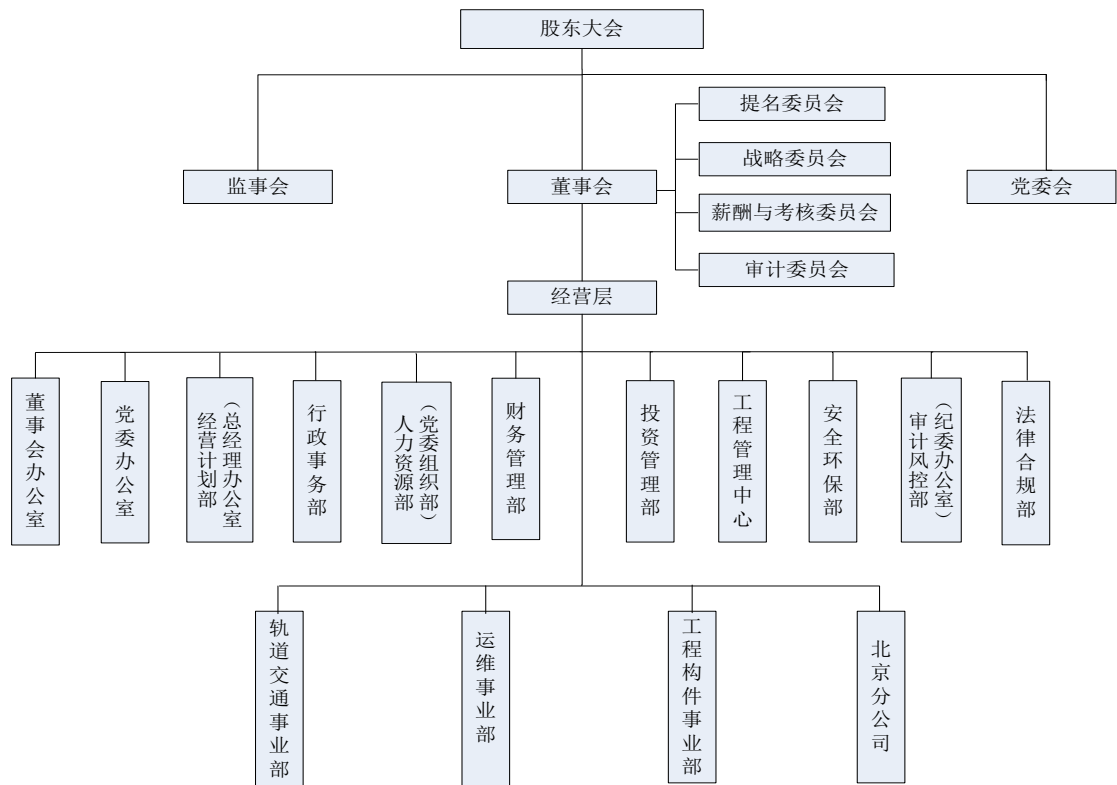 股东大会
提名委员会
战略委员会
监事会
董事会
党委会
薪酬与考核委员会
审计委员会
经营层
董事会办公室
党委办公室
经营计划部
（总经理办公室
行政事务部
人力资源部
（党委组织部）
财务管理部
投资管理部
工程管理中心
安全环保部
审计风控部
（纪委办公室）
法律合规部
轨道交通事业部
运维事业部
工程构件事业部
北京分公司